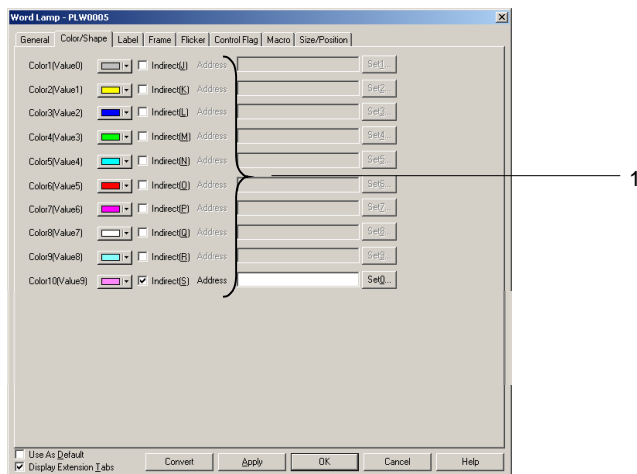 Word Lamp - PLW0005
General Color/Shape Label Frame Flicker Control Flag Macro Size/Position
Color1(Value0) Indirect(J) Address Set1...
Color2(Value1) Indirect(K) Address Set2...
Color3(Value2) Indirect(L) Address Set3...
Color4(Value3) Indirect(M) Address Set4...
Color5(Value4) Indirect(N) Address Set5...
Color6(Value5) Indirect(O) Address Set6...
Color7(Value6) Indirect(P) Address Set7...
Color8(Value7) Indirect(Q) Address Set8...
Color9(Value8) Indirect(R) Address Set9...
Color10(Value9) Indirect(S) Address Set0...
1
Use As Default
Display Extension Tabs
Convert Apply OK Cancel Help